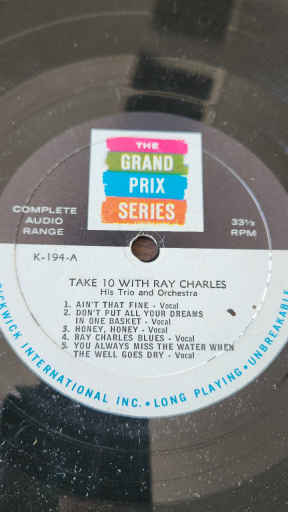 THE
GRAND
PRIX
SERIES
COMPLETE
AUDIO
RANGE
33⅓
RPM
K-194-A
TAKE 10 WITH RAY CHARLES
His Trio and Orchestra
1. AIN'T THAT FINE - Vocal
2. DON'T PUT ALL YOUR DREAMS
IN ONE BASKET - Vocal
3. HONEY, HONEY - Vocal
4. RAY CHARLES BLUES - Vocal
5. YOU ALWAYS MISS THE WATER WHEN
THE WELL GOES DRY - Vocal
CKWICK INTERNATIONAL INC. • LONG PLAYING • UNBREAKABLE